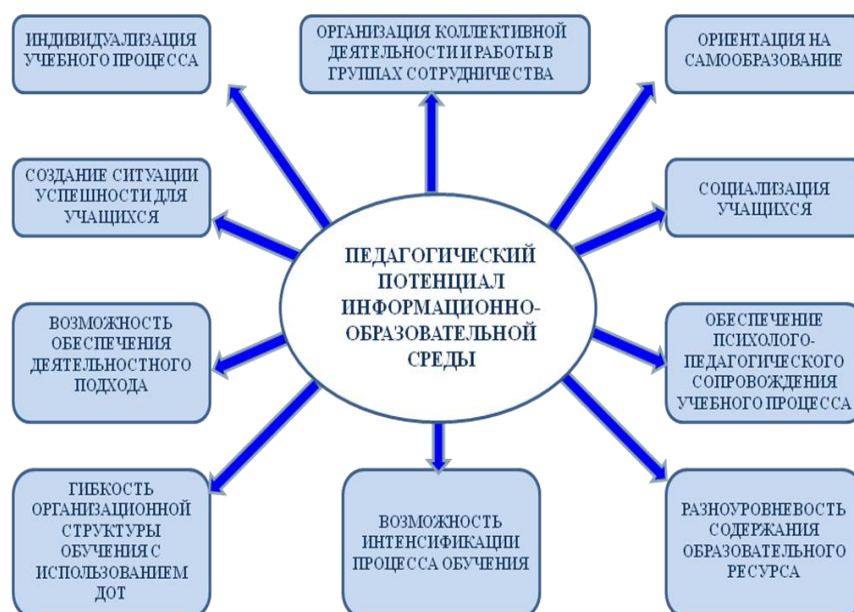 ИНДИВИДУАЛИЗАЦИЯ
УЧЕБНОГО ПРОЦЕССА
ОРГАНИЗАЦИЯ КОЛЛЕКТИВНОЙ
ДЕЯТЕЛЬНОСТИ И РАБОТЫ В
ГРУППАХ СОТРУДНИЧЕСТВА
ОРИЕНТАЦИЯ НА
САМООБРАЗОВАНИЕ
СОЗДАНИЕ СИТУАЦИИ
УСПЕШНОСТИ ДЛЯ
УЧАЩИХСЯ
СОЦИАЛИЗАЦИЯ
УЧАЩИХСЯ
ПЕДАГОГИЧЕСКИЙ
ПОТЕНЦИАЛ
ИНФОРМАЦИОННО-
ОБРАЗОВАТЕЛЬНОЙ
СРЕДЫ
ВОЗМОЖНОСТЬ
ОБЕСПЕЧЕНИЯ
ДЕЯТЕЛЬНОСТНОГО
ПОДХОДА
ОБЕСПЕЧЕНИЕ
ПСИХОЛОГО-
ПЕДАГОГИЧЕСКОГО
СОПРОВОЖДЕНИЯ
УЧЕБНОГО ПРОЦЕССА
ГИБКОСТЬ
ОРГАНИЗАЦИОННОЙ
СТРУКТУРЫ
ОБУЧЕНИЯ С
ИСПОЛЬЗОВАНИЕМ
ДОТ
ВОЗМОЖНОСТЬ
ИНТЕНСИФИКАЦИИ
ПРОЦЕССА ОБУЧЕНИЯ
РАЗНОУРОВНЕВОСТЬ
СОДЕРЖАНИЯ
ОБРАЗОВАТЕЛЬНОГО
РЕСУРСА